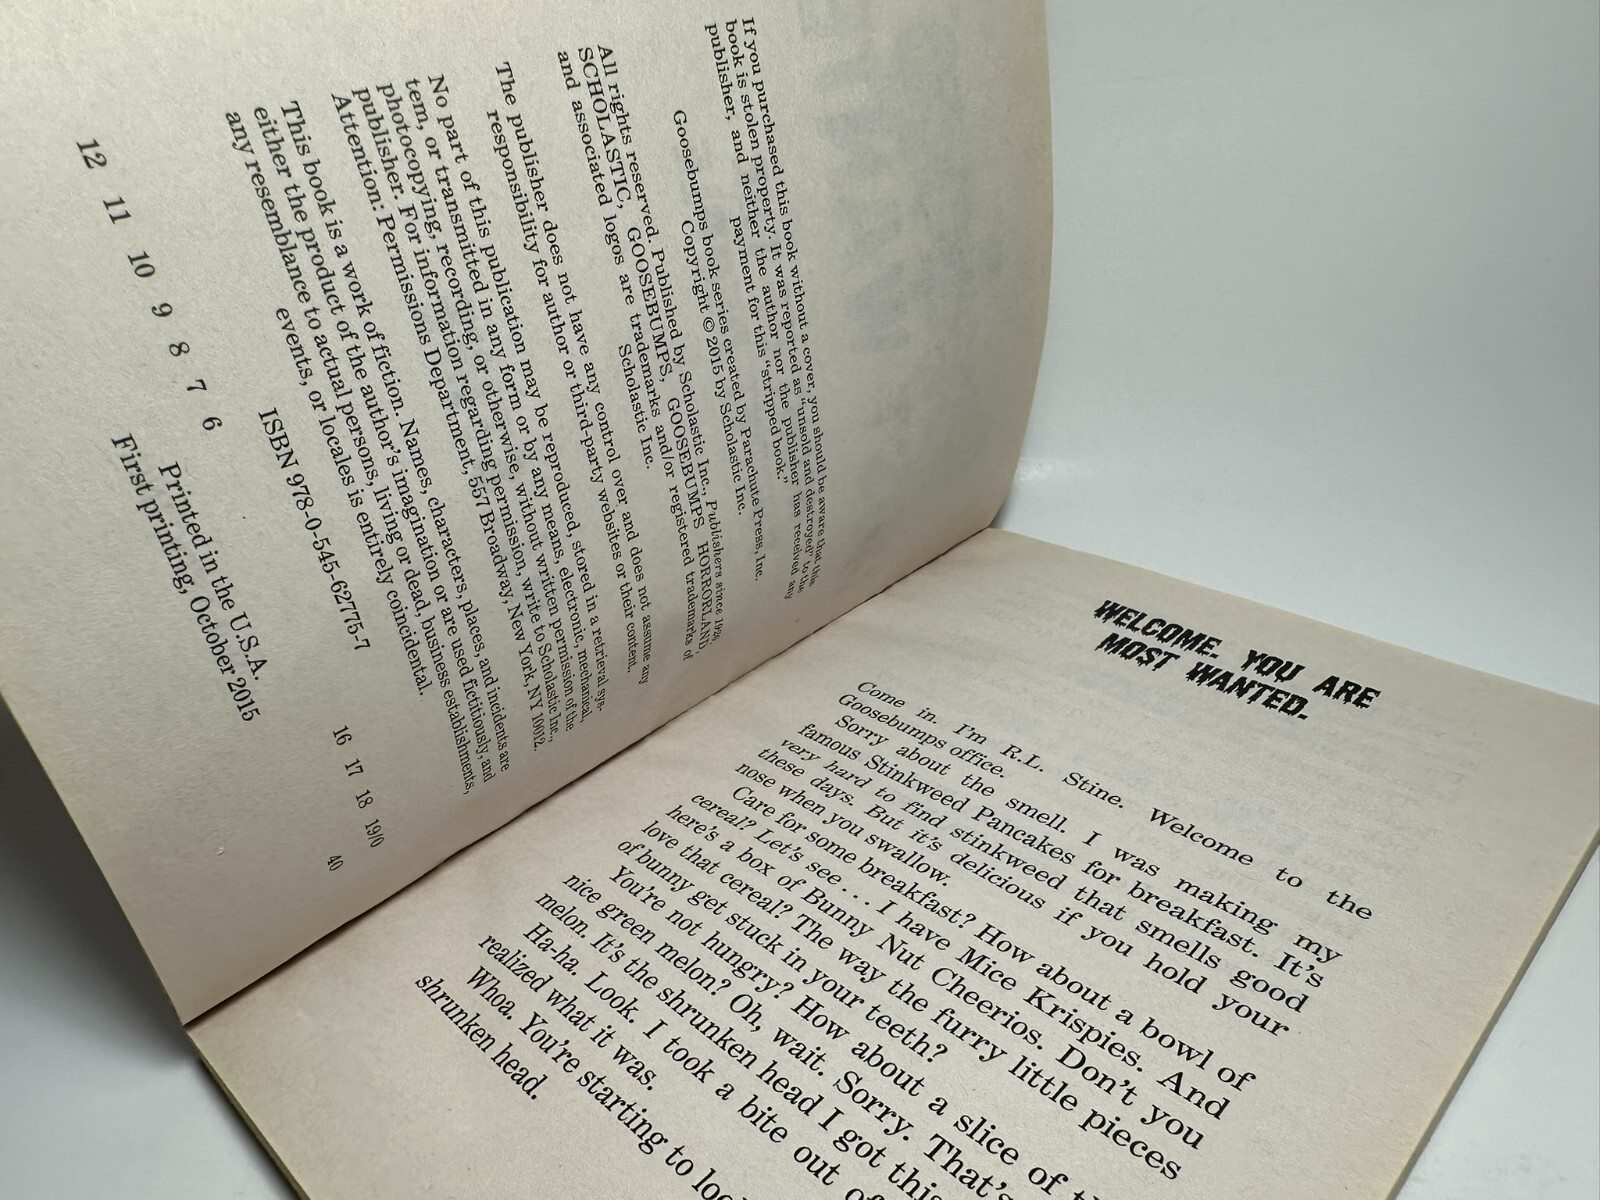 If you purchased this book without a cover, you should be aware that this
book is stolen property. It was reported as "unsold and destroyed" to the
publisher, and neither the author nor the publisher has received any
payment for this "stripped book."
Goosebumps book series created by Parachute Press, Inc.
Copyright © 2015 by Scholastic Inc.
All rights reserved. Published by Scholastic Inc., Publishers since 1920.
SCHOLASTIC, GOOSEBUMPS, GOOSEBUMPS HORRORLAND,
and associated logos are trademarks and/or registered trademarks of
Scholastic Inc.
The publisher does not have any control over and does not assume any
responsibility for author or third-party websites or their content.
No part of this publication may be reproduced, stored in a retrieval sys-
tem, or transmitted in any form or by any means, electronic, mechanical,
photocopying, recording, or otherwise, without written permission of the
publisher. For information regarding permission, write to Scholastic Inc.,
Attention: Permissions Department, 557 Broadway, New York, NY 10012.
This book is a work of fiction. Names, characters, places, and incidents are
either the product of the author's imagination or are used fictitiously, and
any resemblance to actual persons, living or dead, business establishments,
events, or locales is entirely coincidental.
ISBN 978-0-545-62775-7
12 11 10 9 8 7 6 16 17 18 19/0
Printed in the U.S.A. 40
First printing, October 2015
WELCOME. YOU ARE
MOST WANTED.
Come in. I'm R.L. Stine. Welcome to the
Goosebumps office.
Sorry about the smell. I was making my
famous Stinkweed Pancakes for breakfast. It's
very hard to find stinkweed that smells good
these days. But it's delicious if you hold your
nose when you swallow.
Care for some breakfast? How about a bowl of
cereal? Let's see . . . I have Mice Krispies. And
here's a box of Bunny Nut Cheerios. Don't you
love that cereal? The way the furry little pieces
of bunny get stuck in your teeth?
You're not hungry? How about a slice of
nice green melon? Oh, wait. Sorry. That's
melon. It's the shrunken head I got this
Ha-ha. Look. I took a bite out of
realized what it was.
Whoa. You're starting to
shrunken head.